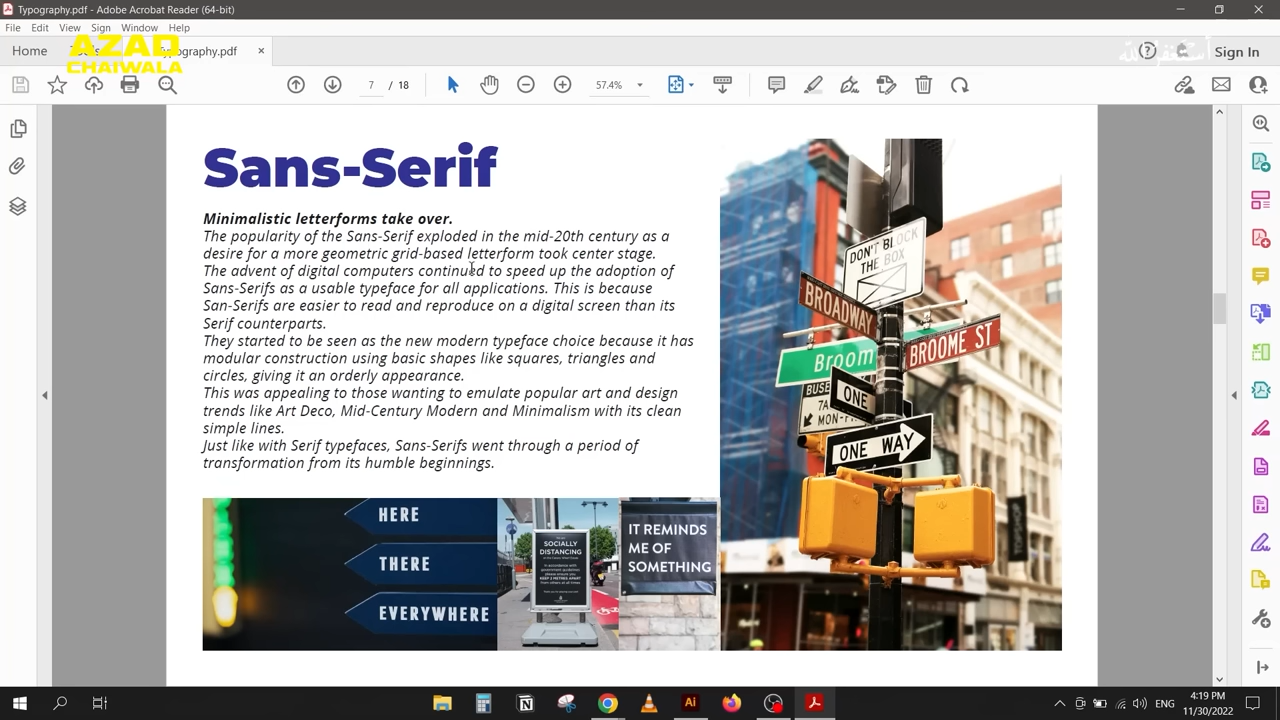 Typography.pdf - Adobe Acrobat Reader (64-bit)
File Edit View Sign Window Help
AZAD
CHAIWALA
Home
Typography.pdf
Sign In
7 / 18
57.4%
Sans-Serif
Minimalistic letterforms take over.
The popularity of the Sans-Serif exploded in the mid-20th century as a
desire for a more geometric grid-based letterform took center stage.
The advent of digital computers continued to speed up the adoption of
Sans-Serifs as a usable typeface for all applications. This is because
San-Serifs are easier to read and reproduce on a digital screen than its
Serif counterparts.
They started to be seen as the new modern typeface choice because it has
modular construction using basic shapes like squares, triangles and
circles, giving it an orderly appearance.
This was appealing to those wanting to emulate popular art and design
trends like Art Deco, Mid-Century Modern and Minimalism with its clean
simple lines.
Just like with Serif typefaces, Sans-Serifs went through a period of
transformation from its humble beginnings.
DON'T BLOCK
THE BOX
BROADWAY
Broom
BROOME ST
ONE
ONE WAY
HERE
THERE
EVERYWHERE
SOCIALLY
DISTANCING
IT REMINDS
ME OF
SOMETHING
Ai
ENG
4:19 PM
11/30/2022